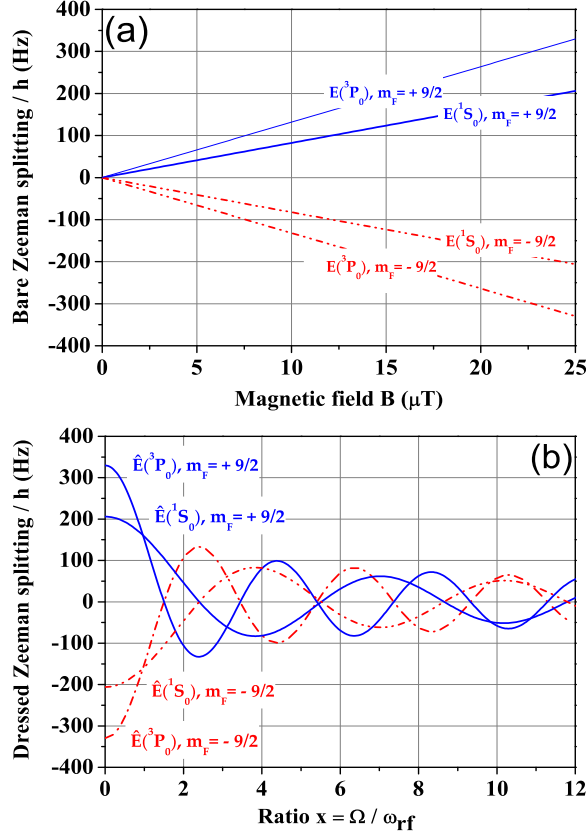 (a)
Bare Zeeman splitting / h (Hz)
400
300
200
100
0
-100
-200
-300
-400
E(³P₀), m_F = + 9/2
E(¹S₀), m_F = + 9/2
E(¹S₀), m_F = - 9/2
E(³P₀), m_F = - 9/2
0 5 10 15 20 25
Magnetic field B (μT)
(b)
Dressed Zeeman splitting / h (Hz)
400
300
200
100
0
-100
-200
-300
-400
Ê(³P₀), m_F = + 9/2
Ê(¹S₀), m_F = + 9/2
Ê(¹S₀), m_F = - 9/2
Ê(³P₀), m_F = - 9/2
0 2 4 6 8 10 12
Ratio x = Ω / ω_rf